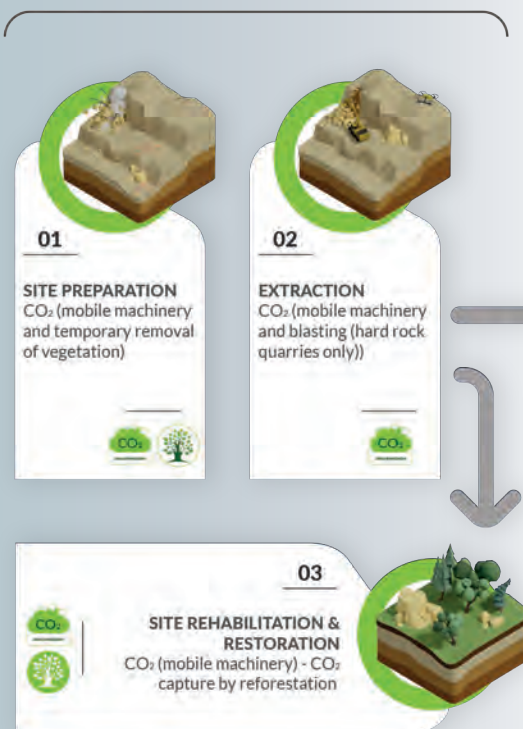 01
SITE PREPARATION
CO₂ (mobile machinery
and temporary removal
of vegetation)
CO₂
02
EXTRACTION
CO₂ (mobile machinery
and blasting (hard rock
quarries only))
CO₂
03
CO₂
SITE REHABILITATION &
RESTORATION
CO₂ (mobile machinery) - CO₂
capture by reforestation